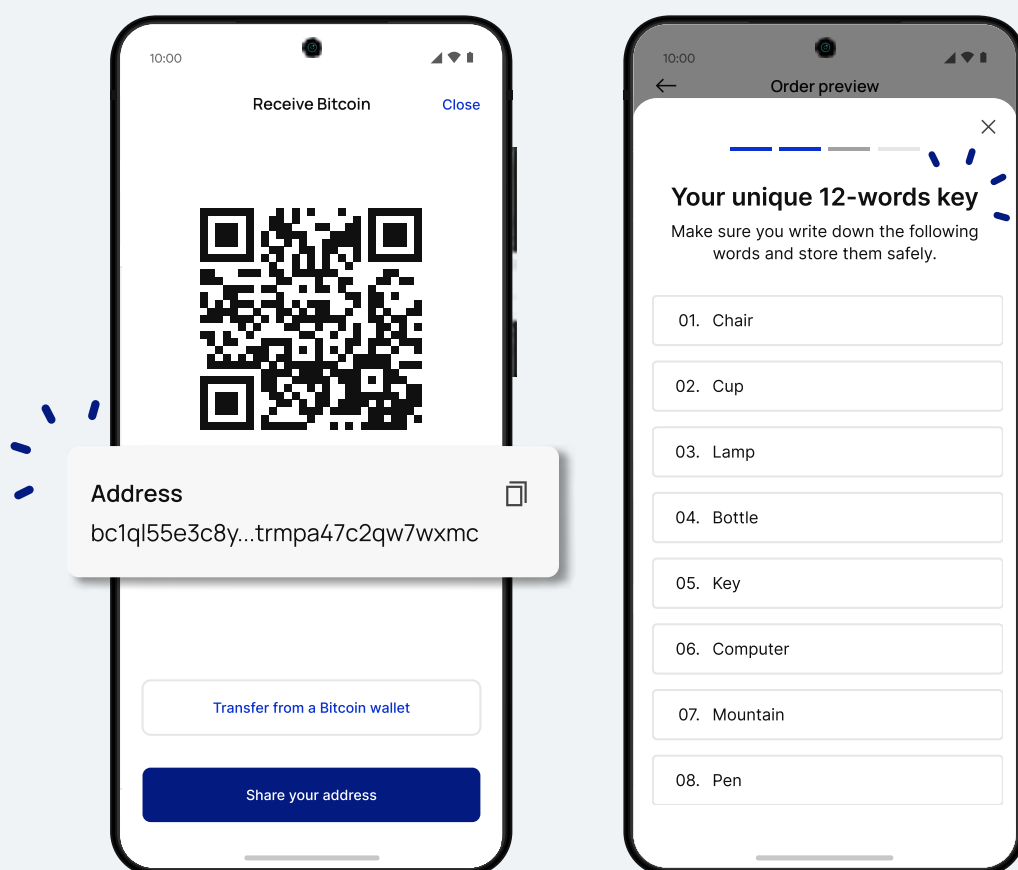 10:00
Receive Bitcoin
Close
Address
bc1ql55e3c8y...trmpa47c2qw7wxmc
Transfer from a Bitcoin wallet
Share your address
10:00
Order preview
Your unique 12-words key
Make sure you write down the following
words and store them safely.
01. Chair
02. Cup
03. Lamp
04. Bottle
05. Key
06. Computer
07. Mountain
08. Pen